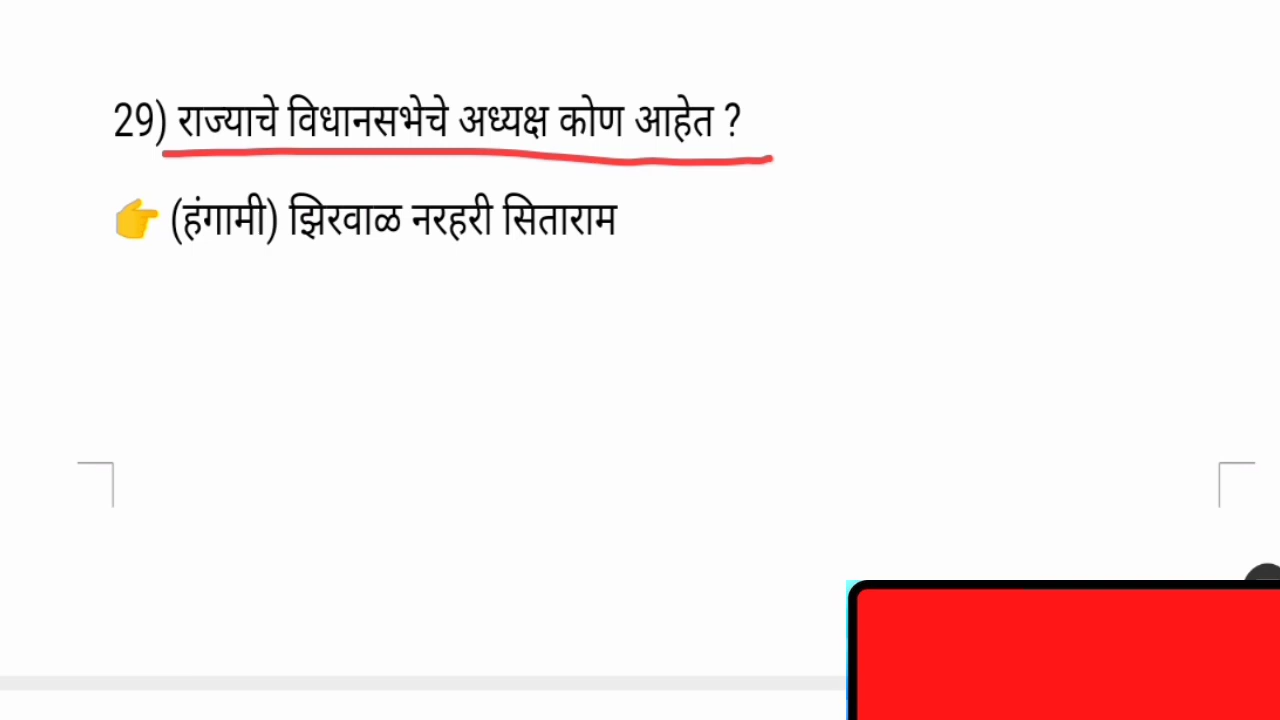 29) राज्याचे विधानसभेचे अध्यक्ष कोण आहेत ?
👉 (हंगामी) झिरवाळ नरहरी सिताराम